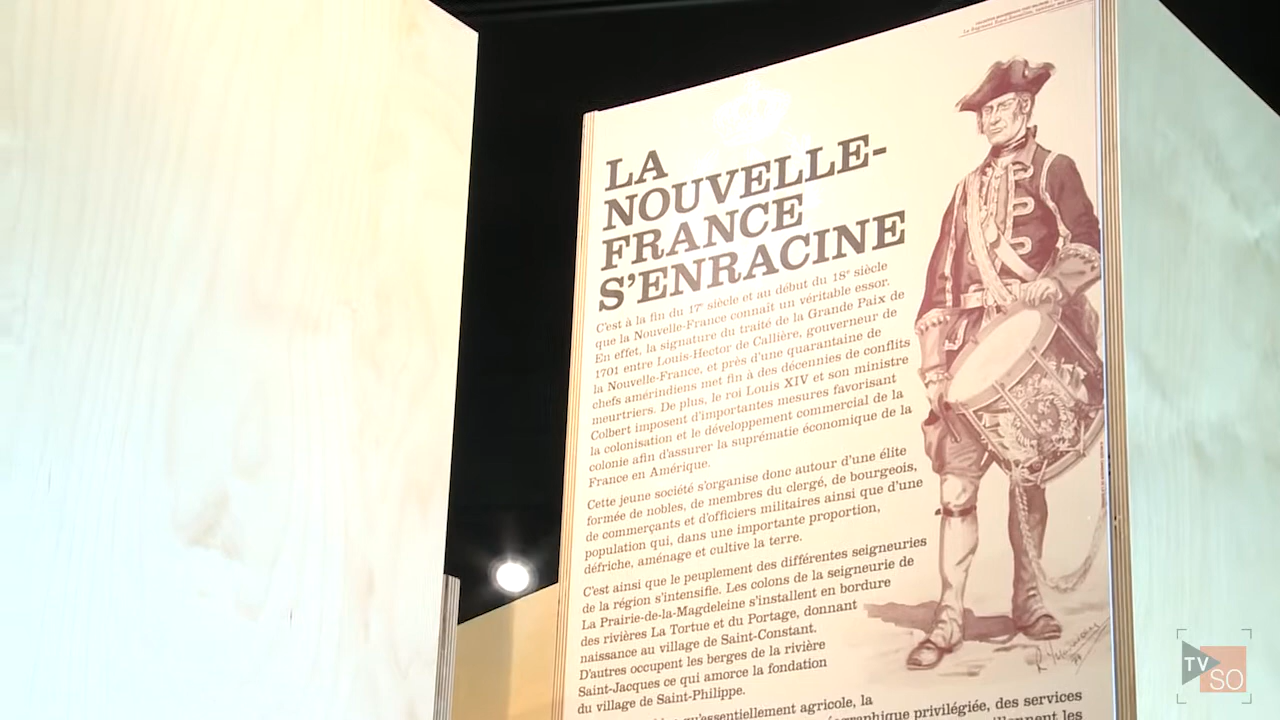 LA
NOUVELLE-
FRANCE
S'ENRACINE
C'est à la fin du 17e siècle et au début du 18e siècle
que la Nouvelle-France connait un véritable essor.
En effet, la signature du traité de la Grande Paix de
1701 entre Louis-Hector de Callière, gouverneur de
la Nouvelle-France, et près d'une quarantaine de
chefs amérindiens met fin à des décennies de conflits
meurtriers. De plus, le roi Louis XIV et son ministre
Colbert imposent d'importantes mesures favorisant
la colonisation et le développement commercial de la
colonie afin d'assurer la suprématie économique de la
France en Amérique.
Cette jeune société s'organise donc autour d'une élite
formée de nobles, de membres du clergé, de bourgeois,
de commerçants et d'officiers militaires ainsi que d'une
population qui, dans une importante proportion,
défriche, aménage et cultive la terre.
C'est ainsi que le peuplement des différentes seigneuries
de la région s'intensifie. Les colons de la seigneurie de
La Prairie-de-la-Magdeleine s'installent en bordure
des rivières La Tortue et du Portage, donnant
naissance au village de Saint-Constant.
D'autres occupent les berges de la rivière
Saint-Jacques ce qui amorce la fondation
du village de Saint-Philippe.
qu'essentiellement agricole, la
géographique privilégiée, des services
les
TV
SO